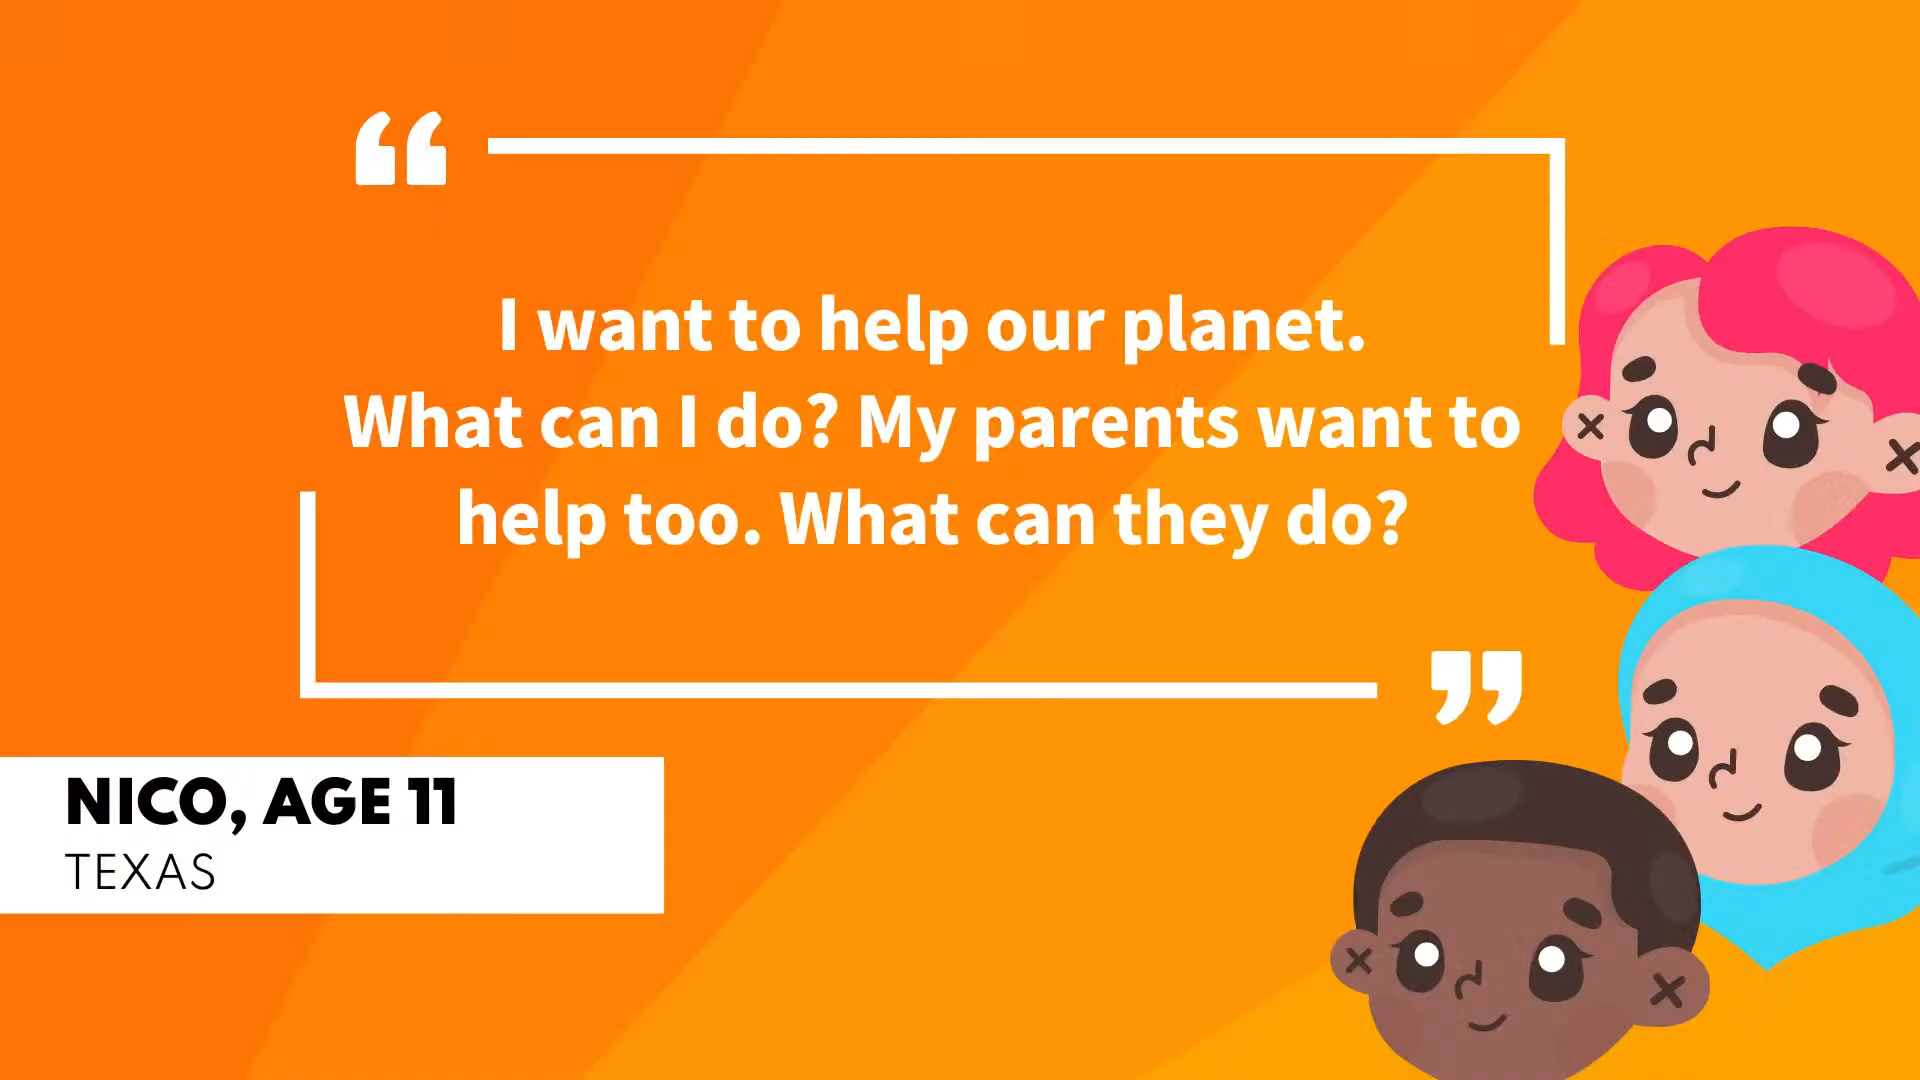 “
I want to help our planet.
What can I do? My parents want to
help too. What can they do?
”
NICO, AGE 11
TEXAS